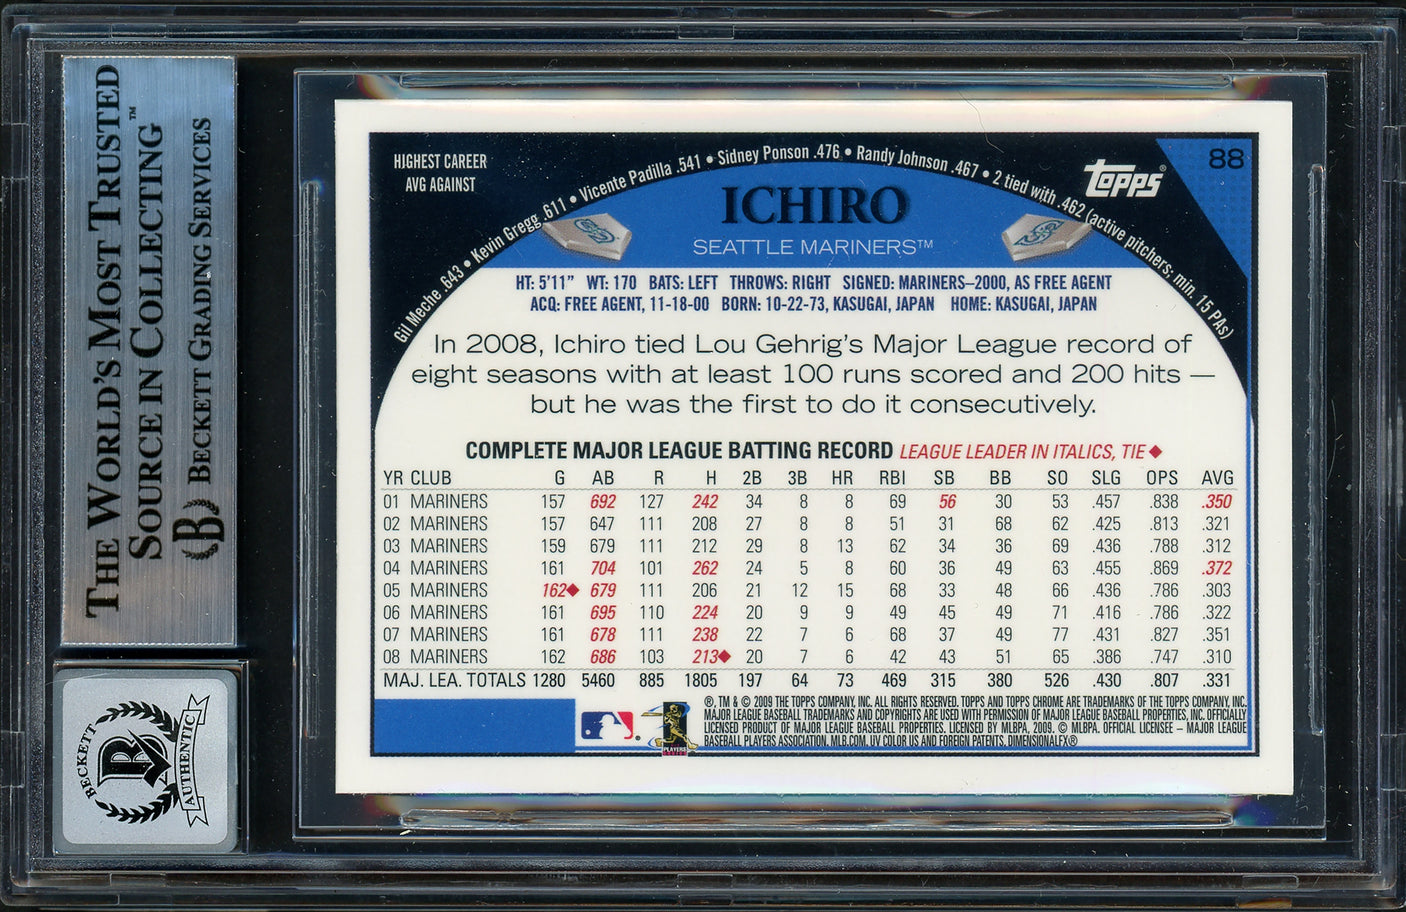 THE WORLD'S MOST TRUSTED
SOURCE IN COLLECTING™
BECKETT GRADING SERVICES
B
BECKETT
B
AUTHENTIC
HIGHEST CAREER
AVG AGAINST
Gil Meche .643 • Kevin Gregg .611 • Vicente Padilla .541 • Sidney Ponson .476 • Randy Johnson .467 • 2 tied with .462 (active pitchers; min. 15 PAs)
topps®
88
ICHIRO
SEATTLE MARINERS™
HT: 5'11" WT: 170 BATS: LEFT THROWS: RIGHT SIGNED: MARINERS–2000, AS FREE AGENT
ACQ: FREE AGENT, 11-18-00 BORN: 10-22-73, KASUGAI, JAPAN HOME: KASUGAI, JAPAN
In 2008, Ichiro tied Lou Gehrig's Major League record of
eight seasons with at least 100 runs scored and 200 hits —
but he was the first to do it consecutively.
COMPLETE MAJOR LEAGUE BATTING RECORD LEAGUE LEADER IN ITALICS, TIE ◆
YR CLUB G AB R H 2B 3B HR RBI SB BB SO SLG OPS AVG
01 MARINERS 157 692 127 242 34 8 8 69 56 30 53 .457 .838 .350
02 MARINERS 157 647 111 208 27 8 8 51 31 68 62 .425 .813 .321
03 MARINERS 159 679 111 212 29 8 13 62 34 36 69 .436 .788 .312
04 MARINERS 161 704 101 262 24 5 8 60 36 49 63 .455 .869 .372
05 MARINERS 162◆ 679 111 206 21 12 15 68 33 48 66 .436 .786 .303
06 MARINERS 161 695 110 224 20 9 9 49 45 49 71 .416 .786 .322
07 MARINERS 161 678 111 238 22 7 6 68 37 49 77 .431 .827 .351
08 MARINERS 162 686 103 213◆ 20 7 6 42 43 51 65 .386 .747 .310
MAJ. LEA. TOTALS 1280 5460 885 1805 197 64 73 469 315 380 526 .430 .807 .331
®, TM & © 2009 THE TOPPS COMPANY, INC. ALL RIGHTS RESERVED. TOPPS AND TOPPS CHROME ARE TRADEMARKS OF THE TOPPS COMPANY, INC.
MAJOR LEAGUE BASEBALL TRADEMARKS AND COPYRIGHTS ARE USED WITH PERMISSION OF MAJOR LEAGUE BASEBALL PROPERTIES, INC. OFFICIALLY
LICENSED PRODUCT OF MAJOR LEAGUE BASEBALL PROPERTIES. LICENSED BY MLBPA, 2009. © MLBPA. OFFICIAL LICENSEE – MAJOR LEAGUE
BASEBALL PLAYERS ASSOCIATION. MLB.COM. UV COLOR US AND FOREIGN PATENTS. DIMENSIONALFX®
PLAYERS